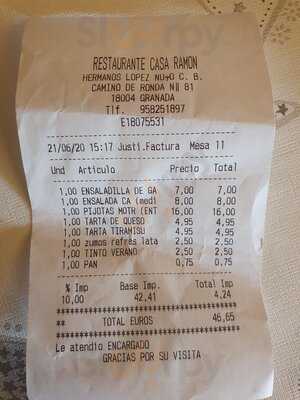 RESTAURANTE CASA RAMON
HERMANOS LOPEZ NU¥O C. B.
CAMINO DE RONDA Nº 81
18004 GRANADA
Tlf. 958251897
E18075531
21/06/20 15:17 Justi.Factura Mesa 11
Und Artículo Precio Total
1,00 ENSALADILLA DE GA 7,00 7,00
1,00 ENSALADA CA (medi 8,00 8,00
1,00 PIJOTAS MOTR (ENT 16,00 16,00
1,00 TARTA DE QUESO 4,95 4,95
1,00 TARTA TIRAMISU 4,95 4,95
1,00 zumos refrés lata 2,50 2,50
1,00 TINTO VERANO 2,50 2,50
1,00 PAN 0,75 0,75
% Imp Base Imp. Total Imp
10,00 42,41 4,24
** TOTAL EUROS 46,65
Le atendio ENCARGADO
GRACIAS POR SU VISITA